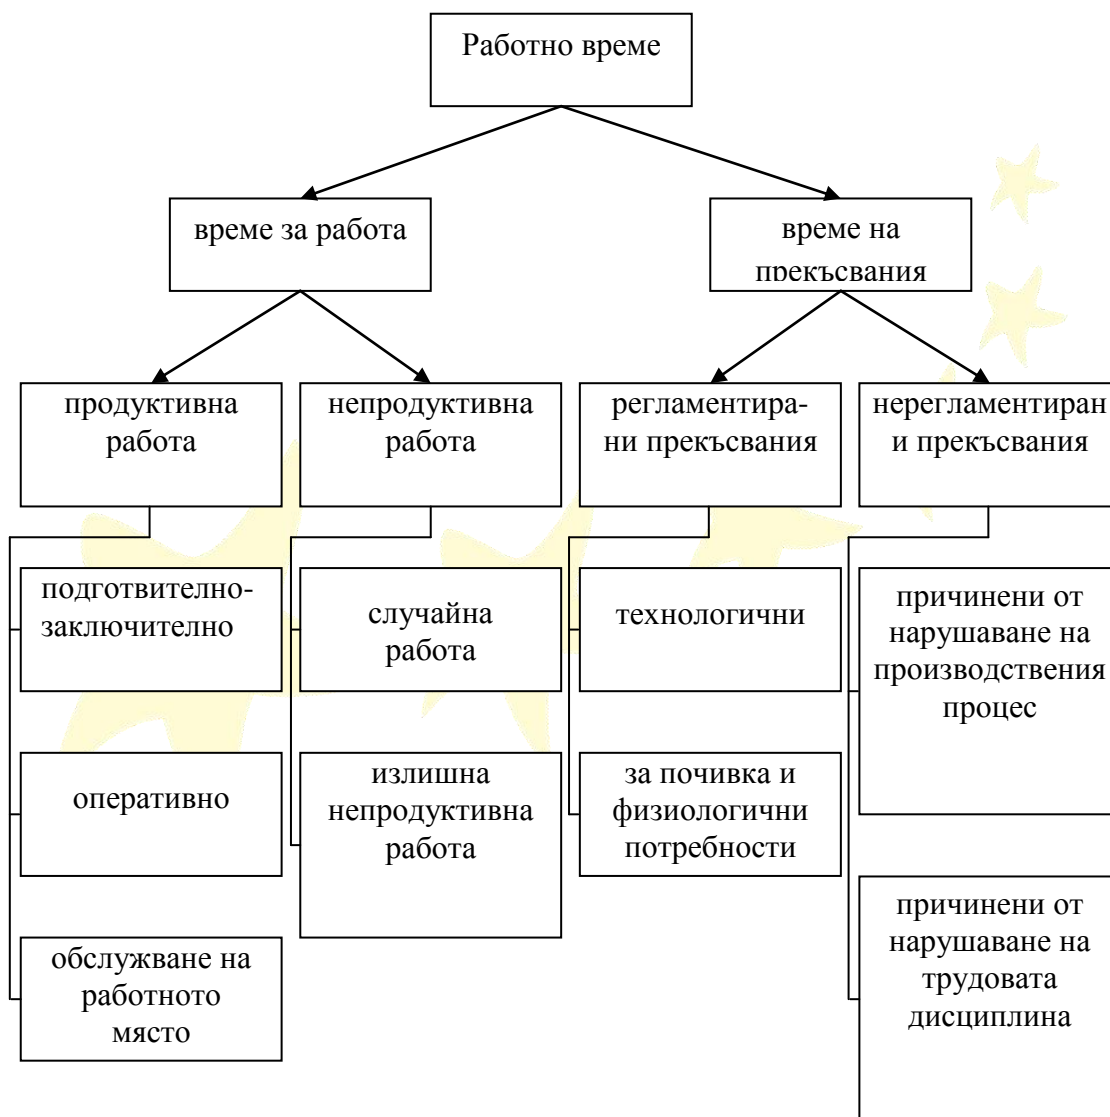 Работно време
време за работа
време на
прекъсвания
продуктивна
работа
непродуктивна
работа
регламентира-
ни прекъсвания
нерегламентиран
и прекъсвания
подготвително-
заключително
случайна
работа
технологични
причинени от
нарушаване на
производствения
процес
оперативно
излишна
непродуктивна
работа
за почивка и
физиологични
потребности
обслужване на
работното
място
причинени от
нарушаване на
трудовата
дисциплина